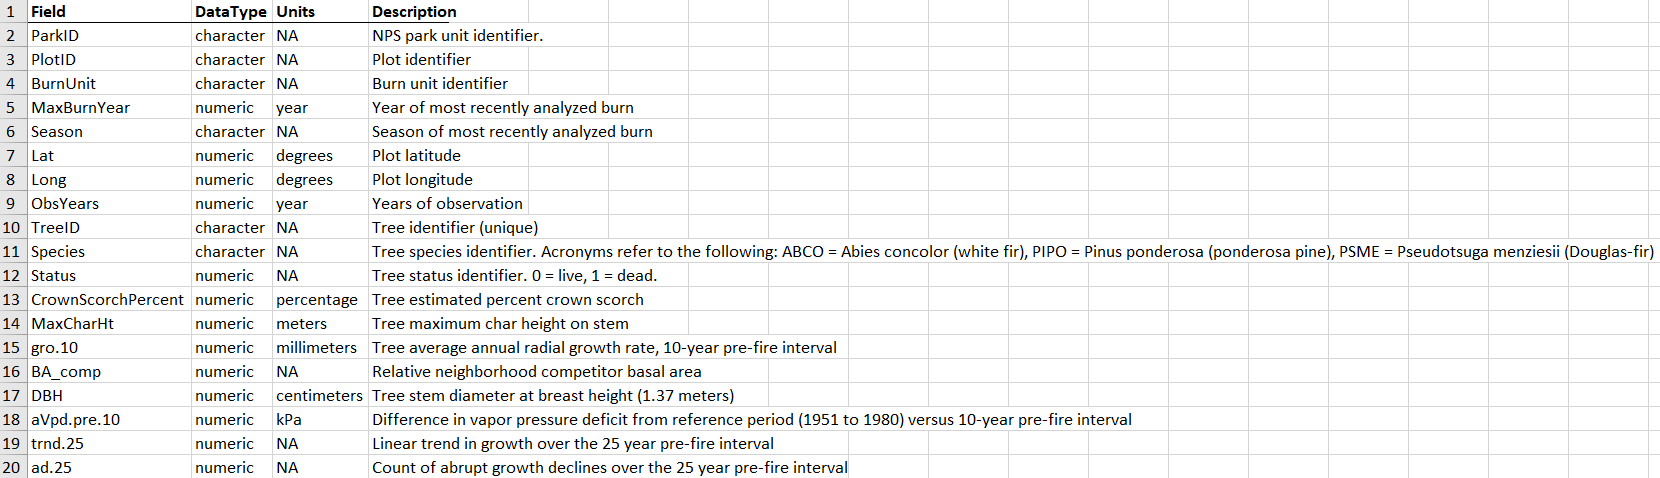 1 Field DataType Units Description
2 ParkID character NA NPS park unit identifier.
3 PlotID character NA Plot identifier
4 BurnUnit character NA Burn unit identifier
5 MaxBurnYear numeric year Year of most recently analyzed burn
6 Season character NA Season of most recently analyzed burn
7 Lat numeric degrees Plot latitude
8 Long numeric degrees Plot longitude
9 ObsYears numeric year Years of observation
10 TreeID character NA Tree identifier (unique)
11 Species character NA Tree species identifier. Acronyms refer to the following: ABCO = Abies concolor (white fir), PIPO = Pinus ponderosa (ponderosa pine), PSME = Pseudotsuga menziesii (Douglas-fir)
12 Status numeric NA Tree status identifier. 0 = live, 1 = dead.
13 CrownScorchPercent numeric percentage Tree estimated percent crown scorch
14 MaxCharHt numeric meters Tree maximum char height on stem
15 gro.10 numeric millimeters Tree average annual radial growth rate, 10-year pre-fire interval
16 BA_comp numeric NA Relative neighborhood competitor basal area
17 DBH numeric centimeters Tree stem diameter at breast height (1.37 meters)
18 aVpd.pre.10 numeric kPa Difference in vapor pressure deficit from reference period (1951 to 1980) versus 10-year pre-fire interval
19 trnd.25 numeric NA Linear trend in growth over the 25 year pre-fire interval
20 ad.25 numeric NA Count of abrupt growth declines over the 25 year pre-fire interval